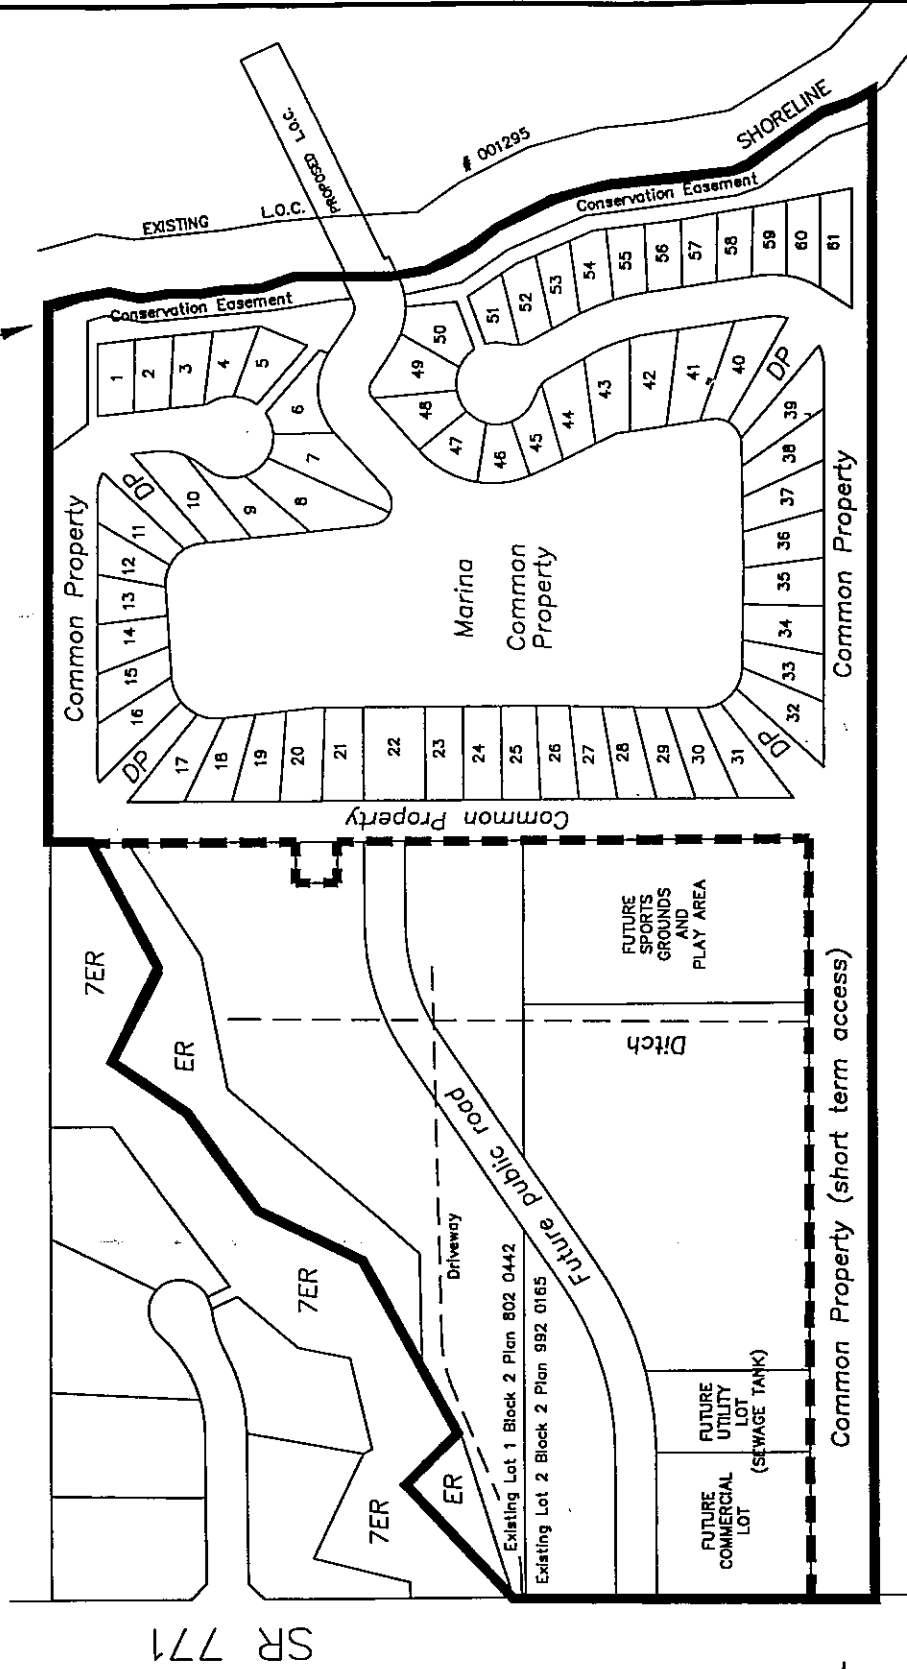 PROPOSED L.O.C.
# 001295
SHORELINE
EXISTING L.O.C.
Conservation Easement
Conservation Easement
1
2
3
4
5
6
7
8
9
10
DP
11
12
13
14
15
16
DP
17
18
19
20
21
22
23
24
25
26
27
28
29
30
31
DP
32
33
34
35
36
37
38
39
DP
40
41
42
43
44
45
46
47
48
49
50
51
52
53
54
55
56
57
58
59
60
61
Common Property
Marina
Common
Property
Common Property
Common Property
7ER
ER
7ER
7ER
ER
FUTURE
SPORTS
GROUNDS
AND
PLAY AREA
Ditch
Future public road
Driveway
Existing Lot 1 Block 2 Plan 802 0442
Existing Lot 2 Block 2 Plan 992 0165
FUTURE
UTILITY
LOT
(SEWAGE TANK)
FUTURE
COMMERCIAL
LOT
Common Property (short term access)
SR 771